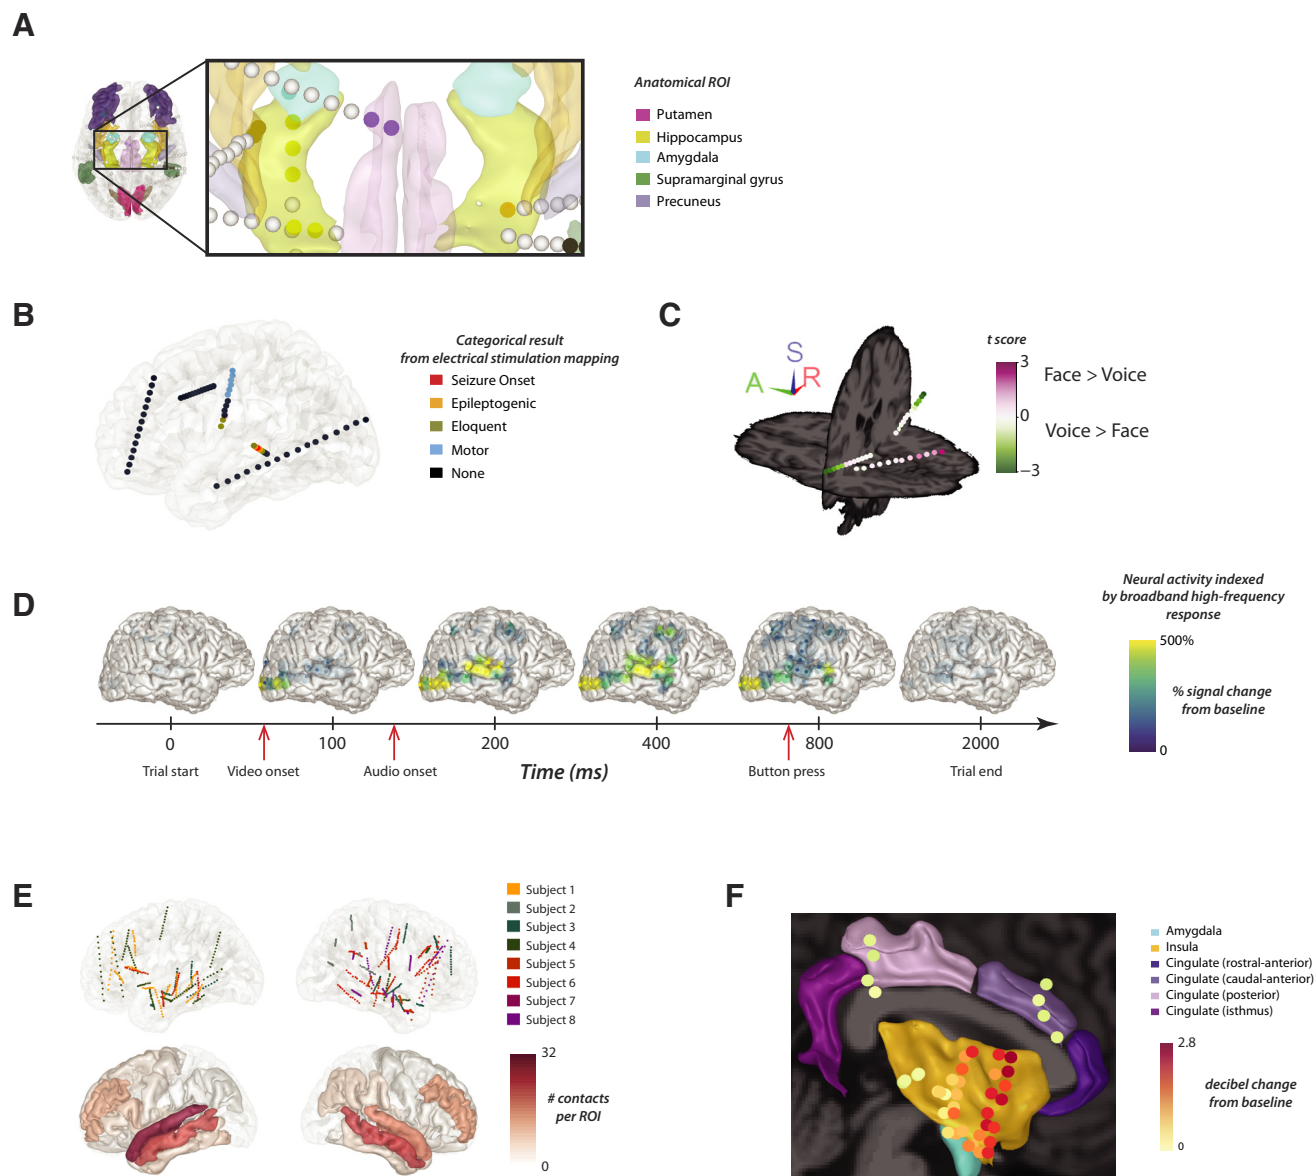 A
Anatomical ROI
Putamen
Hippocampus
Amygdala
Supramarginal gyrus
Precuneus
B
Categorical result
from electrical stimulation mapping
Seizure Onset
Epileptogenic
Eloquent
Motor
None
C
S
A
R
t score
3
Face > Voice
0
Voice > Face
−3
D
Neural activity indexed
by broadband high-frequency
response
500%
% signal change
from baseline
0
0
100
200
400
800
2000
Trial start
Video onset
Audio onset
Time (ms)
Button press
Trial end
E
Subject 1
Subject 2
Subject 3
Subject 4
Subject 5
Subject 6
Subject 7
Subject 8
32
# contacts
per ROI
0
F
Amygdala
Insula
Cingulate (rostral-anterior)
Cingulate (caudal-anterior)
Cingulate (posterior)
Cingulate (isthmus)
2.8
decibel change
from baseline
0